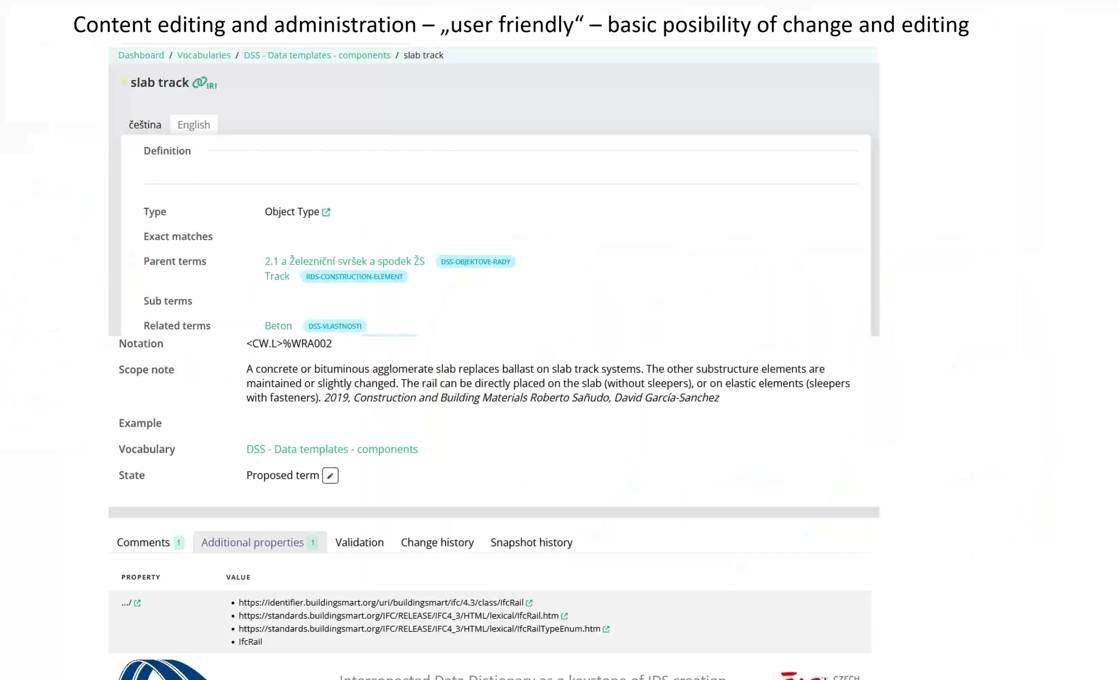 Content editing and administration – „user friendly“ – basic posibility of change and editing
Dashboard / Vocabularies / DSS - Data templates - components / slab track
slab track IRI
čeština English
Definition
Type Object Type
Exact matches
Parent terms 2.1 a Železniční svršek a spodek ŽS DSS-OBJEKTOVE-RADY
Track RDS-CONSTRUCTION-ELEMENT
Sub terms
Related terms Beton DSS-VLASTNOSTI
Notation <CW.L>%WRA002
Scope note A concrete or bituminous agglomerate slab replaces ballast on slab track systems. The other substructure elements are
maintained or slightly changed. The rail can be directly placed on the slab (without sleepers), or on elastic elements (sleepers
with fasteners). 2019, Construction and Building Materials Roberto Sañudo, David García-Sanchez
Example
Vocabulary DSS - Data templates - components
State Proposed term
Comments 1 Additional properties 1 Validation Change history Snapshot history
PROPERTY VALUE
.../ • https://identifier.buildingsmart.org/uri/buildingsmart/ifc/4.3/class/IfcRail
• https://standards.buildingsmart.org/IFC/RELEASE/IFC4_3/HTML/lexical/IfcRail.htm
• https://standards.buildingsmart.org/IFC/RELEASE/IFC4_3/HTML/lexical/IfcRailTypeEnum.htm
• IfcRail
Interconnected Data Dictionary as a keystone of IDS creation
CZECH